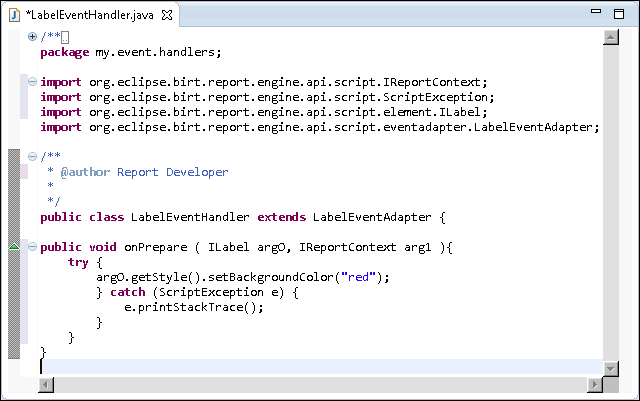 *LabelEventHandler.java
/**
package my.event.handlers;
import org.eclipse.birt.report.engine.api.script.IReportContext;
import org.eclipse.birt.report.engine.api.script.ScriptException;
import org.eclipse.birt.report.engine.api.script.element.ILabel;
import org.eclipse.birt.report.engine.api.script.eventadapter.LabelEventAdapter;
/**
 * @author Report Developer
 *
 */
public class LabelEventHandler extends LabelEventAdapter {
public void onPrepare ( ILabel arg0, IReportContext arg1 ){
    try {
        arg0.getStyle().setBackgroundColor("red");
        } catch (ScriptException e) {
            e.printStackTrace();
        }
    }
}